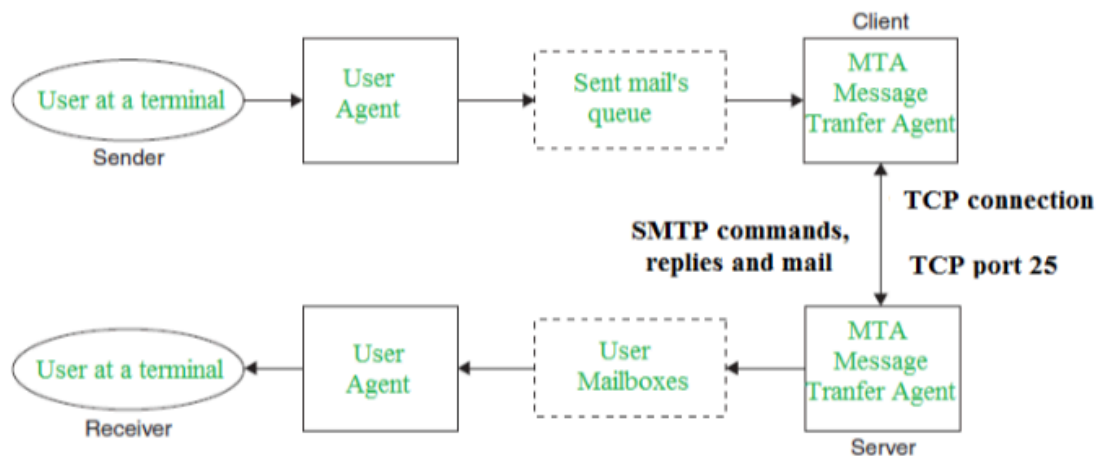 Client
User at a terminal
Sender
User
Agent
Sent mail's
queue
MTA
Message
Tranfer Agent
SMTP commands,
replies and mail
TCP connection
TCP port 25
User at a terminal
Receiver
User
Agent
User
Mailboxes
MTA
Message
Tranfer Agent
Server